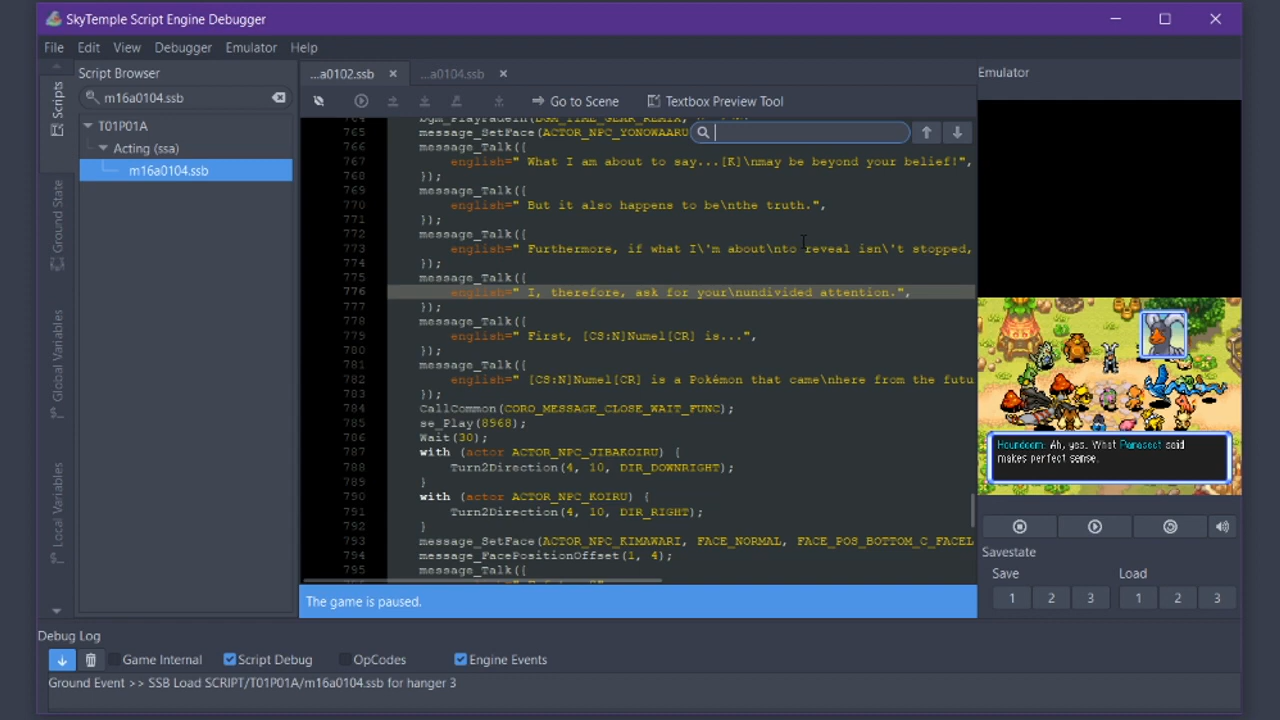 SkyTemple Script Engine Debugger
File Edit View Debugger Emulator Help
Scripts
Ground State
Global Variables
Local Variables
Script Browser
m16a0104.ssb
T01P01A
Acting (ssa)
m16a0104.ssb
...a0102.ssb × ...a0104.ssb ×
Go to Scene Textbox Preview Tool
765 message_SetFace(ACTOR_NPC_YONOWAARU
766 message_Talk({
767 english=" What I am about to say...[K]\nmay be beyond your belief!",
768 });
769 message_Talk({
770 english=" But it also happens to be\nthe truth.",
771 });
772 message_Talk({
773 english=" Furthermore, if what I\'m about\nto reveal isn\'t stopped,
774 });
775 message_Talk({
776 english=" I, therefore, ask for your\nundivided attention.",
777 });
778 message_Talk({
779 english=" First, [CS:N]Numel[CR] is...",
780 });
781 message_Talk({
782 english=" [CS:N]Numel[CR] is a Pokémon that came\nhere from the futu
783 });
784 CallCommon(CORO_MESSAGE_CLOSE_WAIT_FUNC);
785 se_Play(8968);
786 Wait(30);
787 with (actor ACTOR_NPC_JIBAKOIRU) {
788 Turn2Direction(4, 10, DIR_DOWNRIGHT);
789 }
790 with (actor ACTOR_NPC_KOIRU) {
791 Turn2Direction(4, 10, DIR_RIGHT);
792 }
793 message_SetFace(ACTOR_NPC_KIMAWARI, FACE_NORMAL, FACE_POS_BOTTOM_C_FACEL
794 message_FacePositionOffset(1, 4);
795 message_Talk({
The game is paused.
Emulator
Houndoom: Ah, yes. What Parasect said
makes perfect sense.
Savestate
Save Load
1 2 3 1 2 3
Debug Log
Game Internal Script Debug OpCodes Engine Events
Ground Event >> SSB Load SCRIPT/T01P01A/m16a0104.ssb for hanger 3